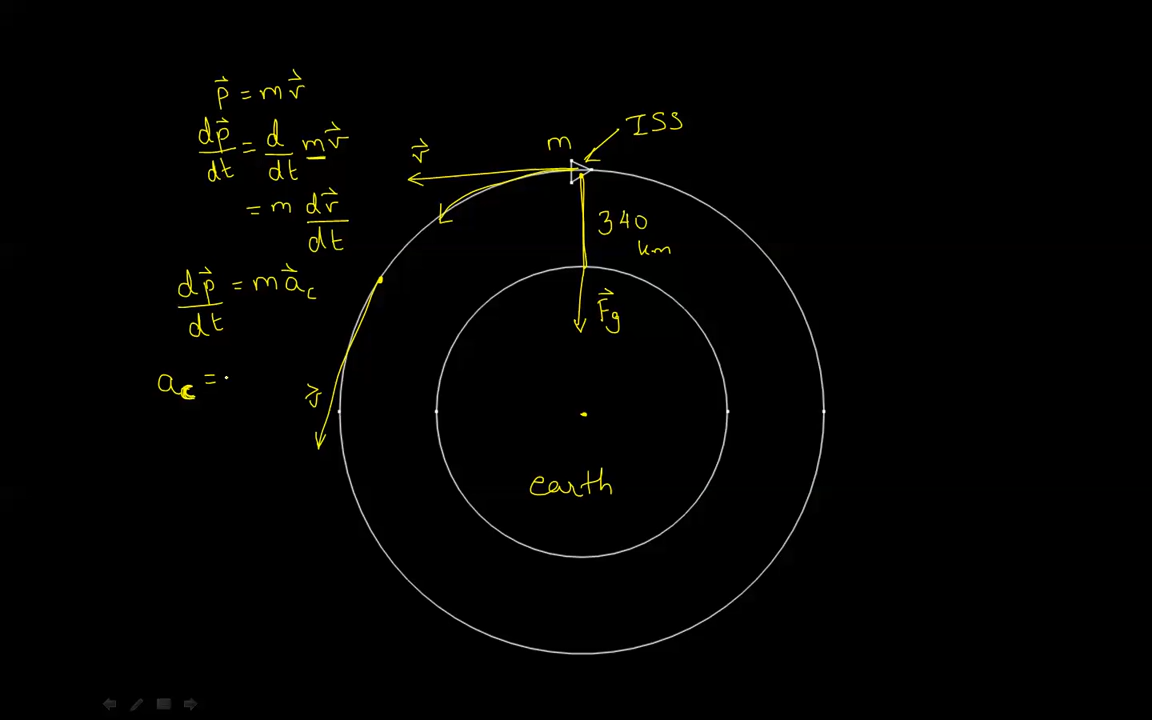 p⃗ = mv⃗
dp⃗/dt = d/dt mv⃗
= m dv⃗/dt
dp⃗/dt = ma⃗c
ac =
v⃗
m
ISS
340
km
F⃗g
v⃗
earth